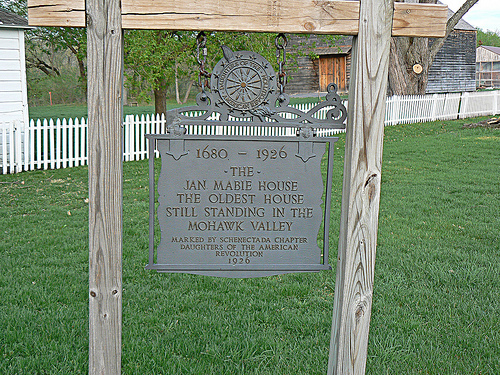 1680 - 1926
- THE -
JAN MABIE HOUSE
THE OLDEST HOUSE
STILL STANDING IN THE
MOHAWK VALLEY
MARKED BY SCHENECTADA CHAPTER
DAUGHTERS OF THE AMERICAN
REVOLUTION
1926